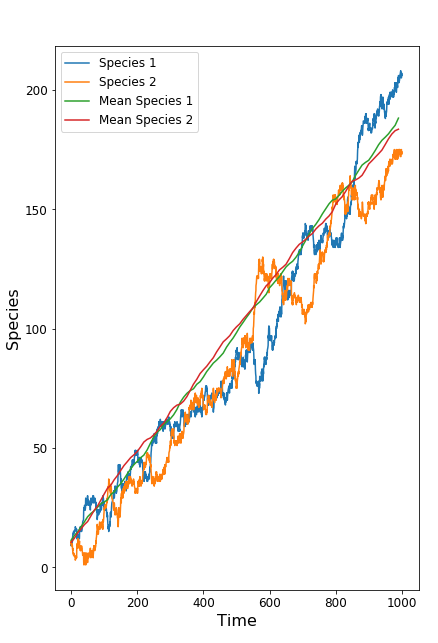 Species 1
Species 2
Mean Species 1
Mean Species 2
200
150
100
50
0
Species
0 200 400 600 800 1000
Time